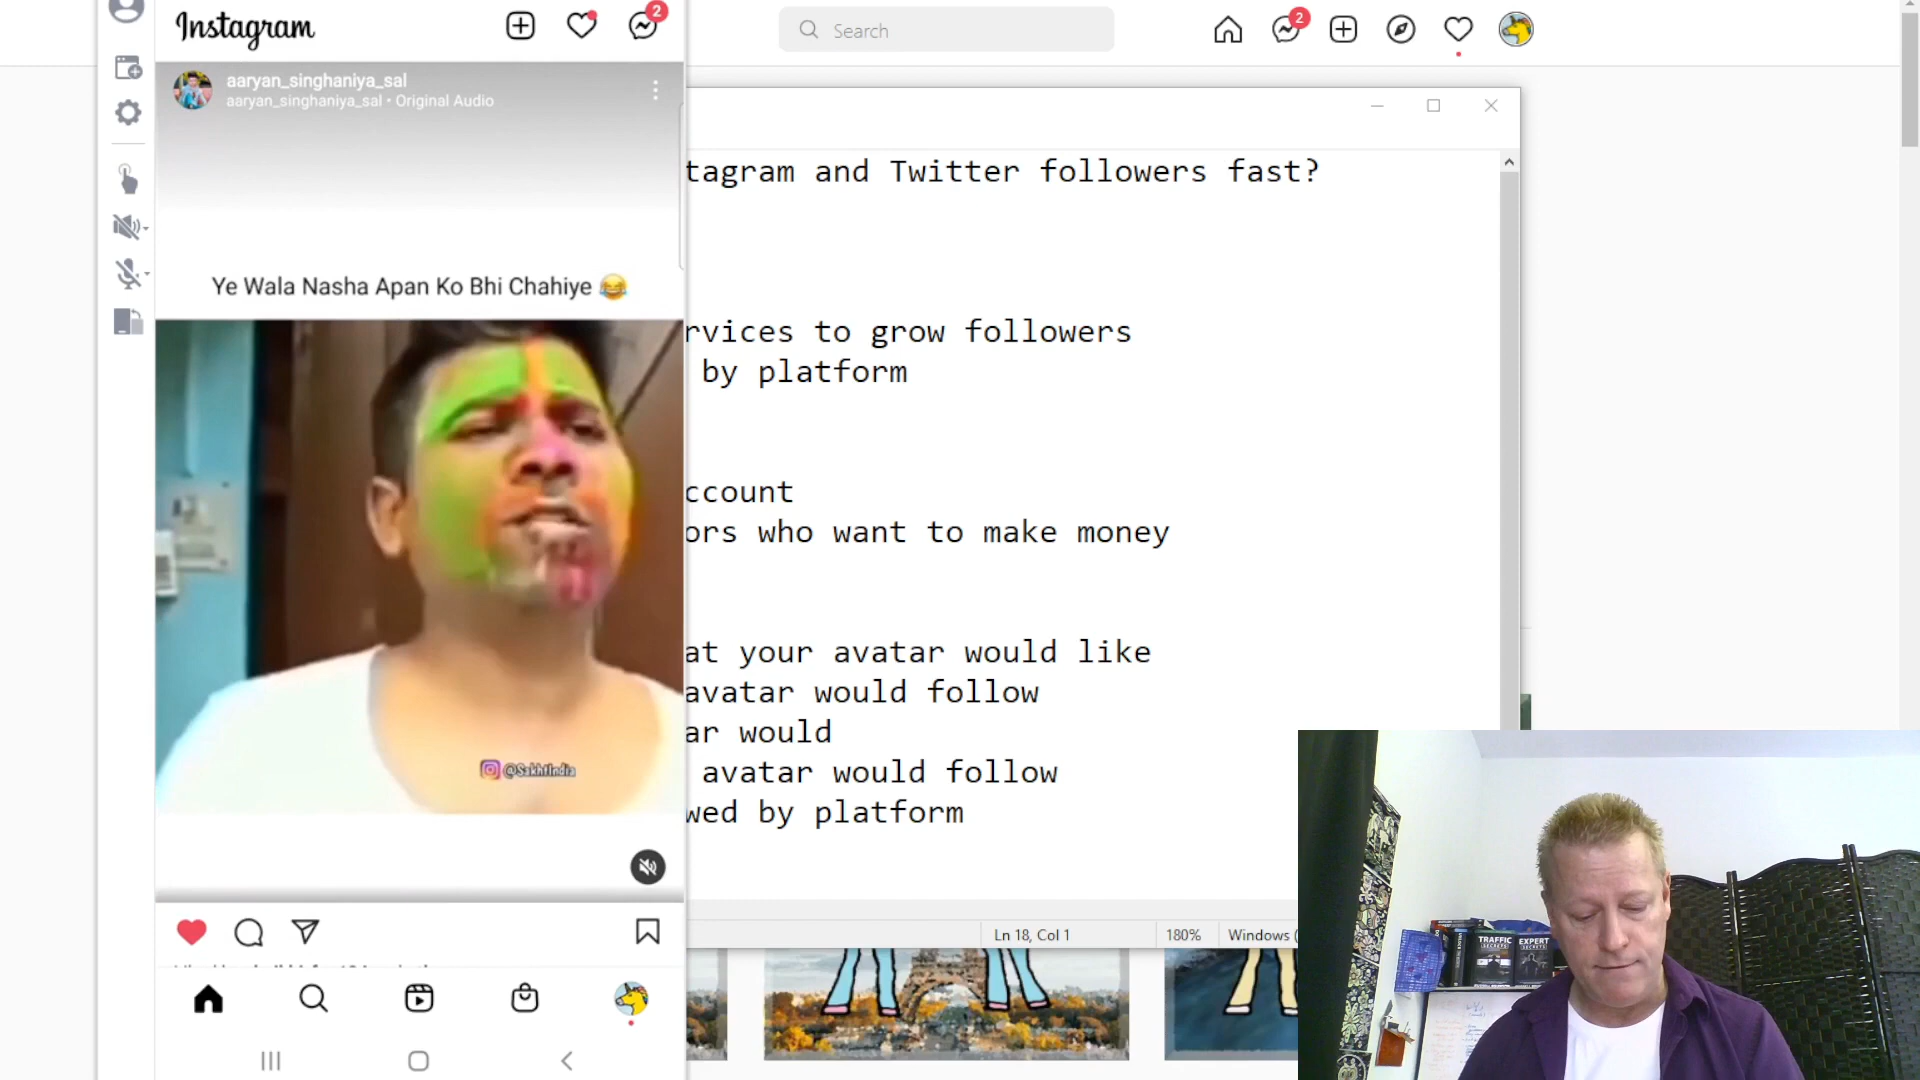 Instagram
2
aaryan_singhaniya_sal
aaryan_singhaniya_sal • Original Audio
Ye Wala Nasha Apan Ko Bhi Chahiye 😂
@SakhtIndia
Search
2
tagram and Twitter followers fast?
rvices to grow followers
by platform
ccount
ors who want to make money
at your avatar would like
avatar would follow
ar would
avatar would follow
wed by platform
Ln 18, Col 1
180%
Windows (
TRAFFIC
SECRETS
EXPERT
SECRETS